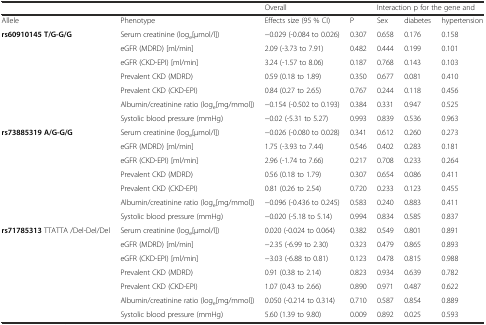 Overall Interaction p for the gene and
Allele Phenotype Effects size (95 % CI) P Sex diabetes hypertension
rs60910145 T/G-G/G Serum creatinine (logₑ[μmol/l]) −0.029 (-0.084 to 0.026) 0.307 0.658 0.176 0.158
eGFR (MDRD) [ml/min] 2.09 (-3.73 to 7.91) 0.482 0.444 0.199 0.101
eGFR (CKD-EPI) [ml/min] 3.24 (-1.57 to 8.06) 0.187 0.768 0.143 0.103
Prevalent CKD (MDRD) 0.59 (0.18 to 1.89) 0.350 0.677 0.081 0.410
Prevalent CKD (CKD-EPI) 0.84 (0.27 to 2.65) 0.767 0.244 0.118 0.456
Albumin/creatinine ratio (logₑ[mg/mmol]) −0.154 (-0.502 to 0.193) 0.384 0.331 0.947 0.525
Systolic blood pressure (mmHg) −0.02 (-5.31 to 5.27) 0.993 0.839 0.536 0.963
rs73885319 A/G-G/G Serum creatinine (logₑ[μmol/l]) −0.026 (-0.080 to 0.028) 0.341 0.612 0.260 0.273
eGFR (MDRD) [ml/min] 1.75 (-3.93 to 7.44) 0.546 0.402 0.283 0.181
eGFR (CKD-EPI) [ml/min] 2.96 (-1.74 to 7.66) 0.217 0.708 0.233 0.264
Prevalent CKD (MDRD) 0.56 (0.18 to 1.79) 0.307 0.654 0.086 0.411
Prevalent CKD (CKD-EPI) 0.81 (0.26 to 2.54) 0.720 0.233 0.123 0.455
Albumin/creatinine ratio (logₑ[mg/mmol]) −0.096 (-0.436 to 0.245) 0.583 0.240 0.883 0.411
Systolic blood pressure (mmHg) −0.020 (-5.18 to 5.14) 0.994 0.834 0.585 0.837
rs71785313 TTATTA /Del-Del/Del Serum creatinine (logₑ[μmol/l]) 0.020 (-0.024 to 0.064) 0.382 0.549 0.801 0.891
eGFR (MDRD) [ml/min] −2.35 (-6.99 to 2.30) 0.323 0.479 0.865 0.893
eGFR (CKD-EPI) [ml/min] −3.03 (-6.88 to 0.81) 0.123 0.478 0.815 0.988
Prevalent CKD (MDRD) 0.91 (0.38 to 2.14) 0.823 0.934 0.639 0.782
Prevalent CKD (CKD-EPI) 1.07 (0.43 to 2.66) 0.890 0.971 0.487 0.622
Albumin/creatinine ratio (logₑ[mg/mmol]) 0.050 (-0.214 to 0.314) 0.710 0.587 0.854 0.889
Systolic blood pressure (mmHg) 5.60 (1.39 to 9.80) 0.009 0.892 0.025 0.593